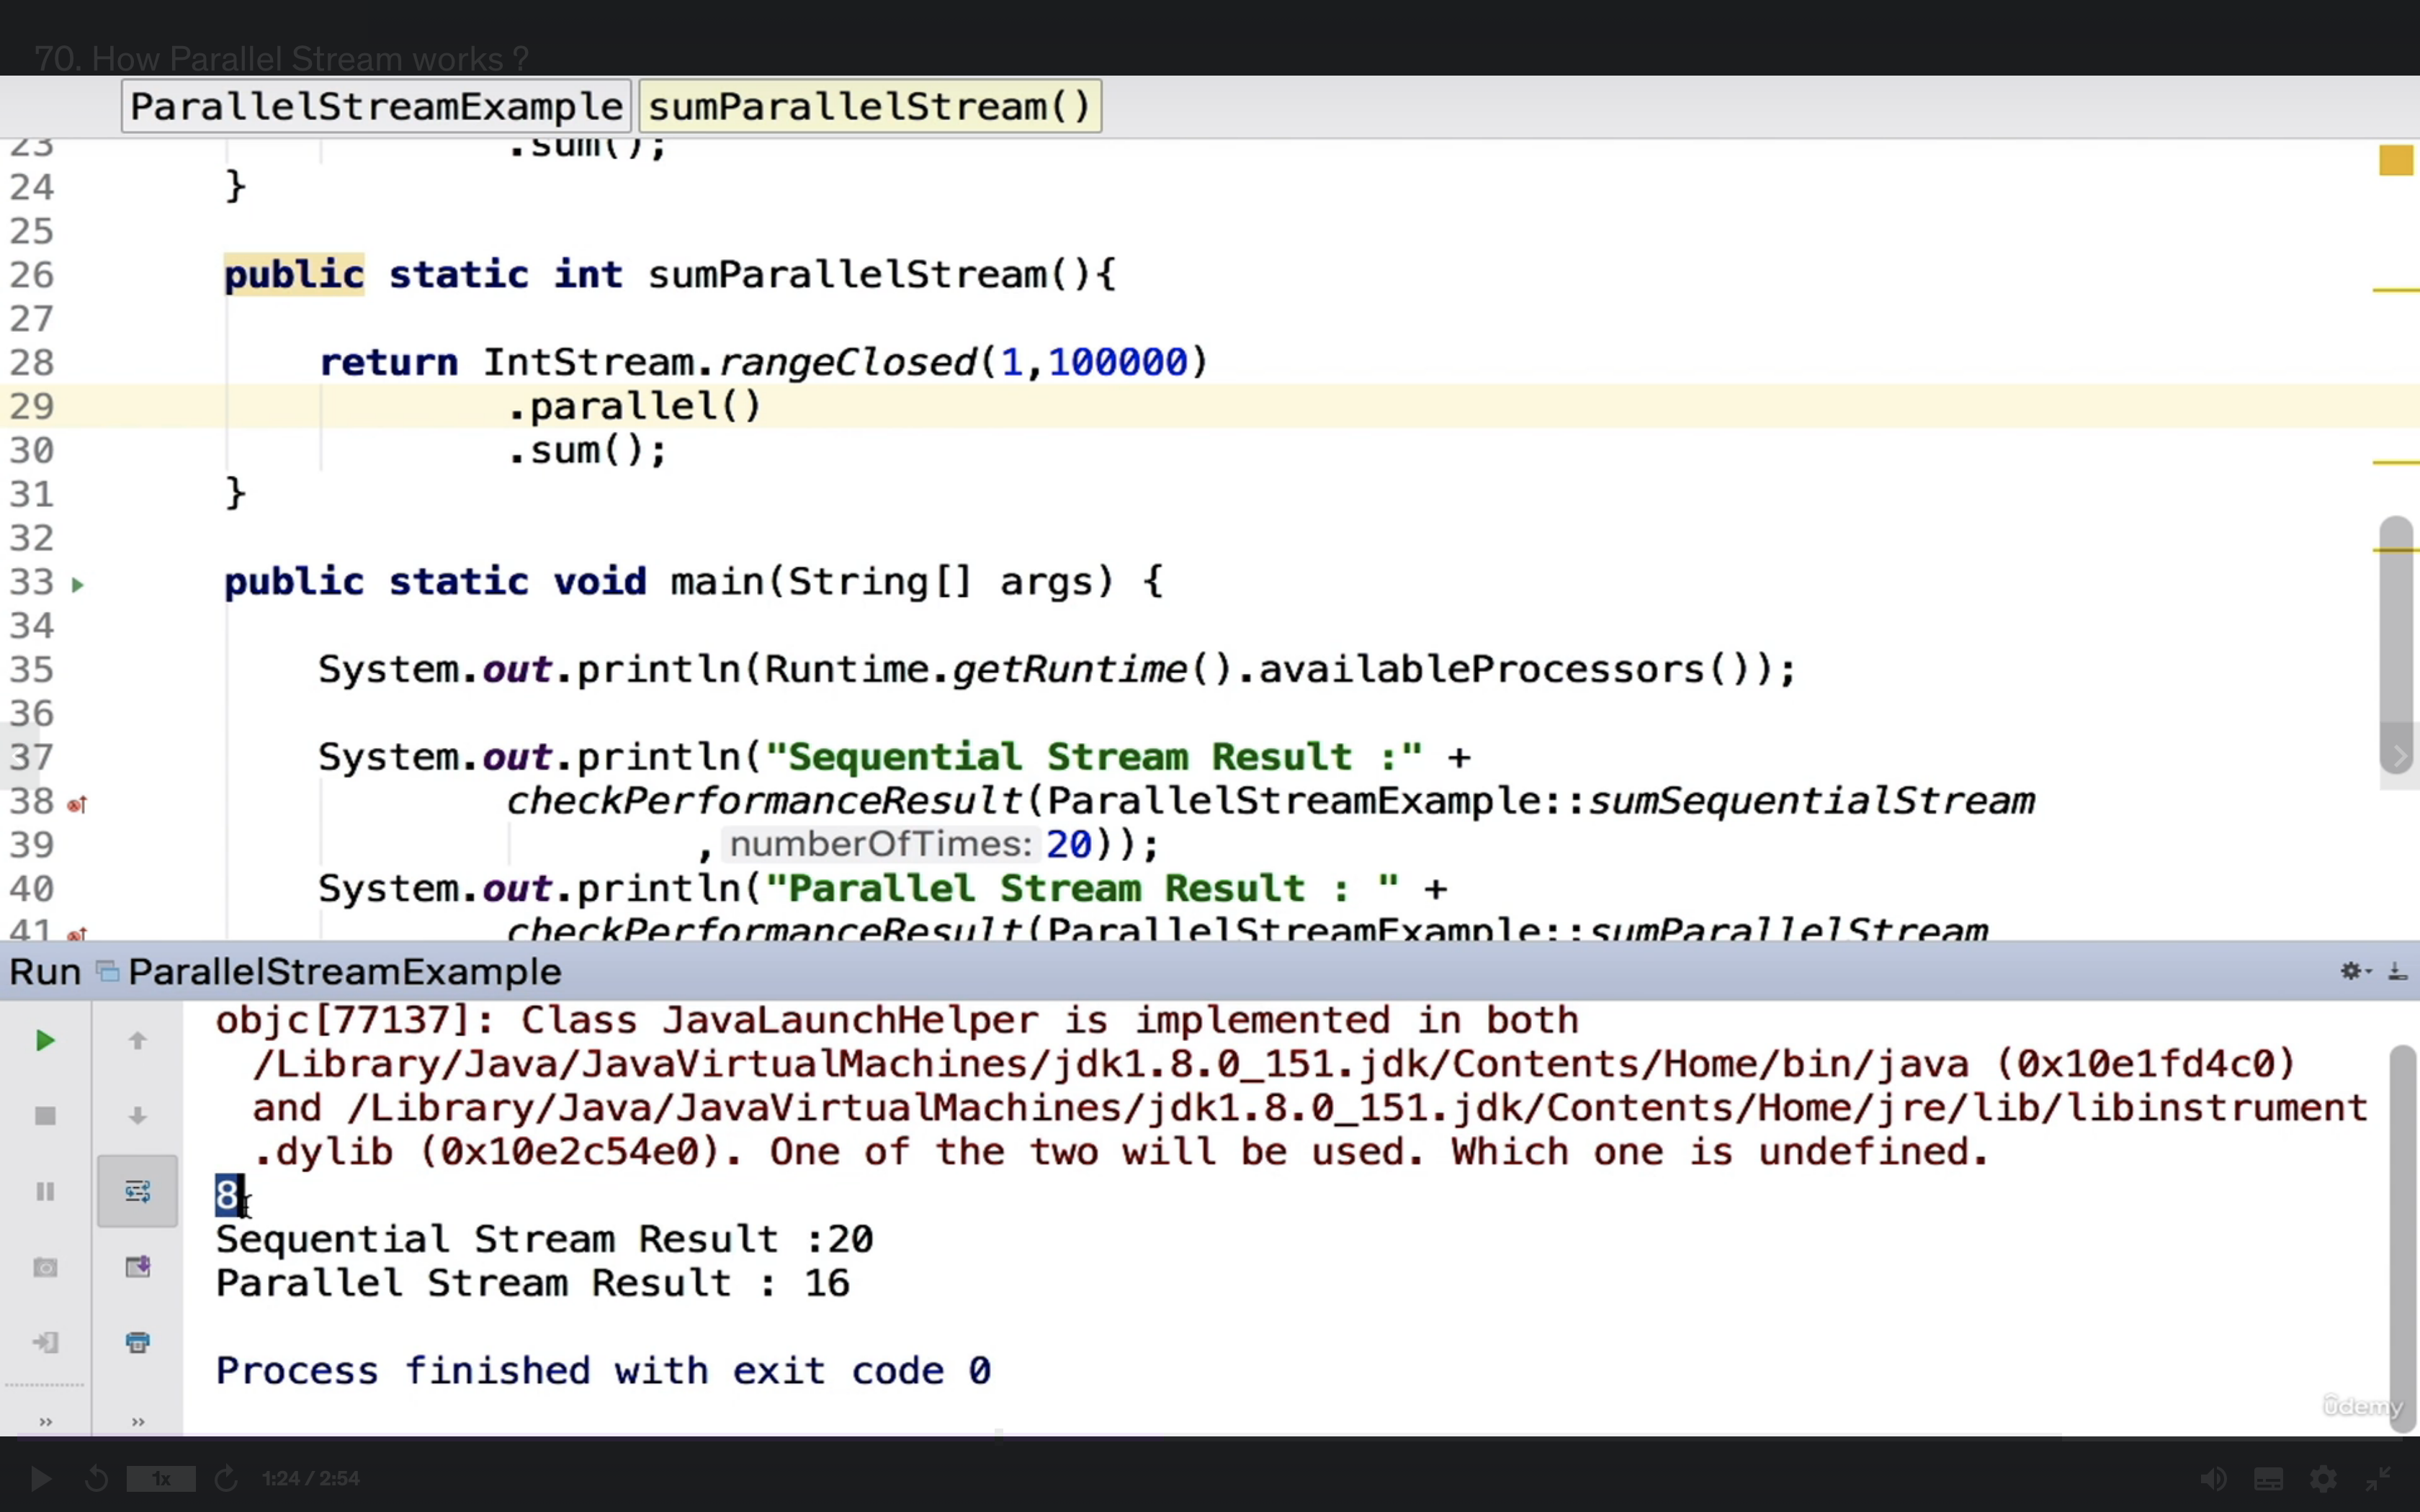 70. How Parallel Stream works ?
ParallelStreamExample sumParallelStream()
23 .sum();
24 }
25
26 public static int sumParallelStream(){
27
28 return IntStream.rangeClosed(1,100000)
29 .parallel()
30 .sum();
31 }
32
33 public static void main(String[] args) {
34
35 System.out.println(Runtime.getRuntime().availableProcessors());
36
37 System.out.println("Sequential Stream Result :" +
38 checkPerformanceResult(ParallelStreamExample::sumSequentialStream
39 , numberOfTimes: 20));
40 System.out.println("Parallel Stream Result : " +
41 checkPerformanceResult(ParallelStreamExample::sumParallelStream
Run ParallelStreamExample
objc[77137]: Class JavaLaunchHelper is implemented in both
/Library/Java/JavaVirtualMachines/jdk1.8.0_151.jdk/Contents/Home/bin/java (0x10e1fd4c0)
and /Library/Java/JavaVirtualMachines/jdk1.8.0_151.jdk/Contents/Home/jre/lib/libinstrument
.dylib (0x10e2c54e0). One of the two will be used. Which one is undefined.
8
Sequential Stream Result :20
Parallel Stream Result : 16
Process finished with exit code 0
ûdemy
1x 1:24 / 2:54